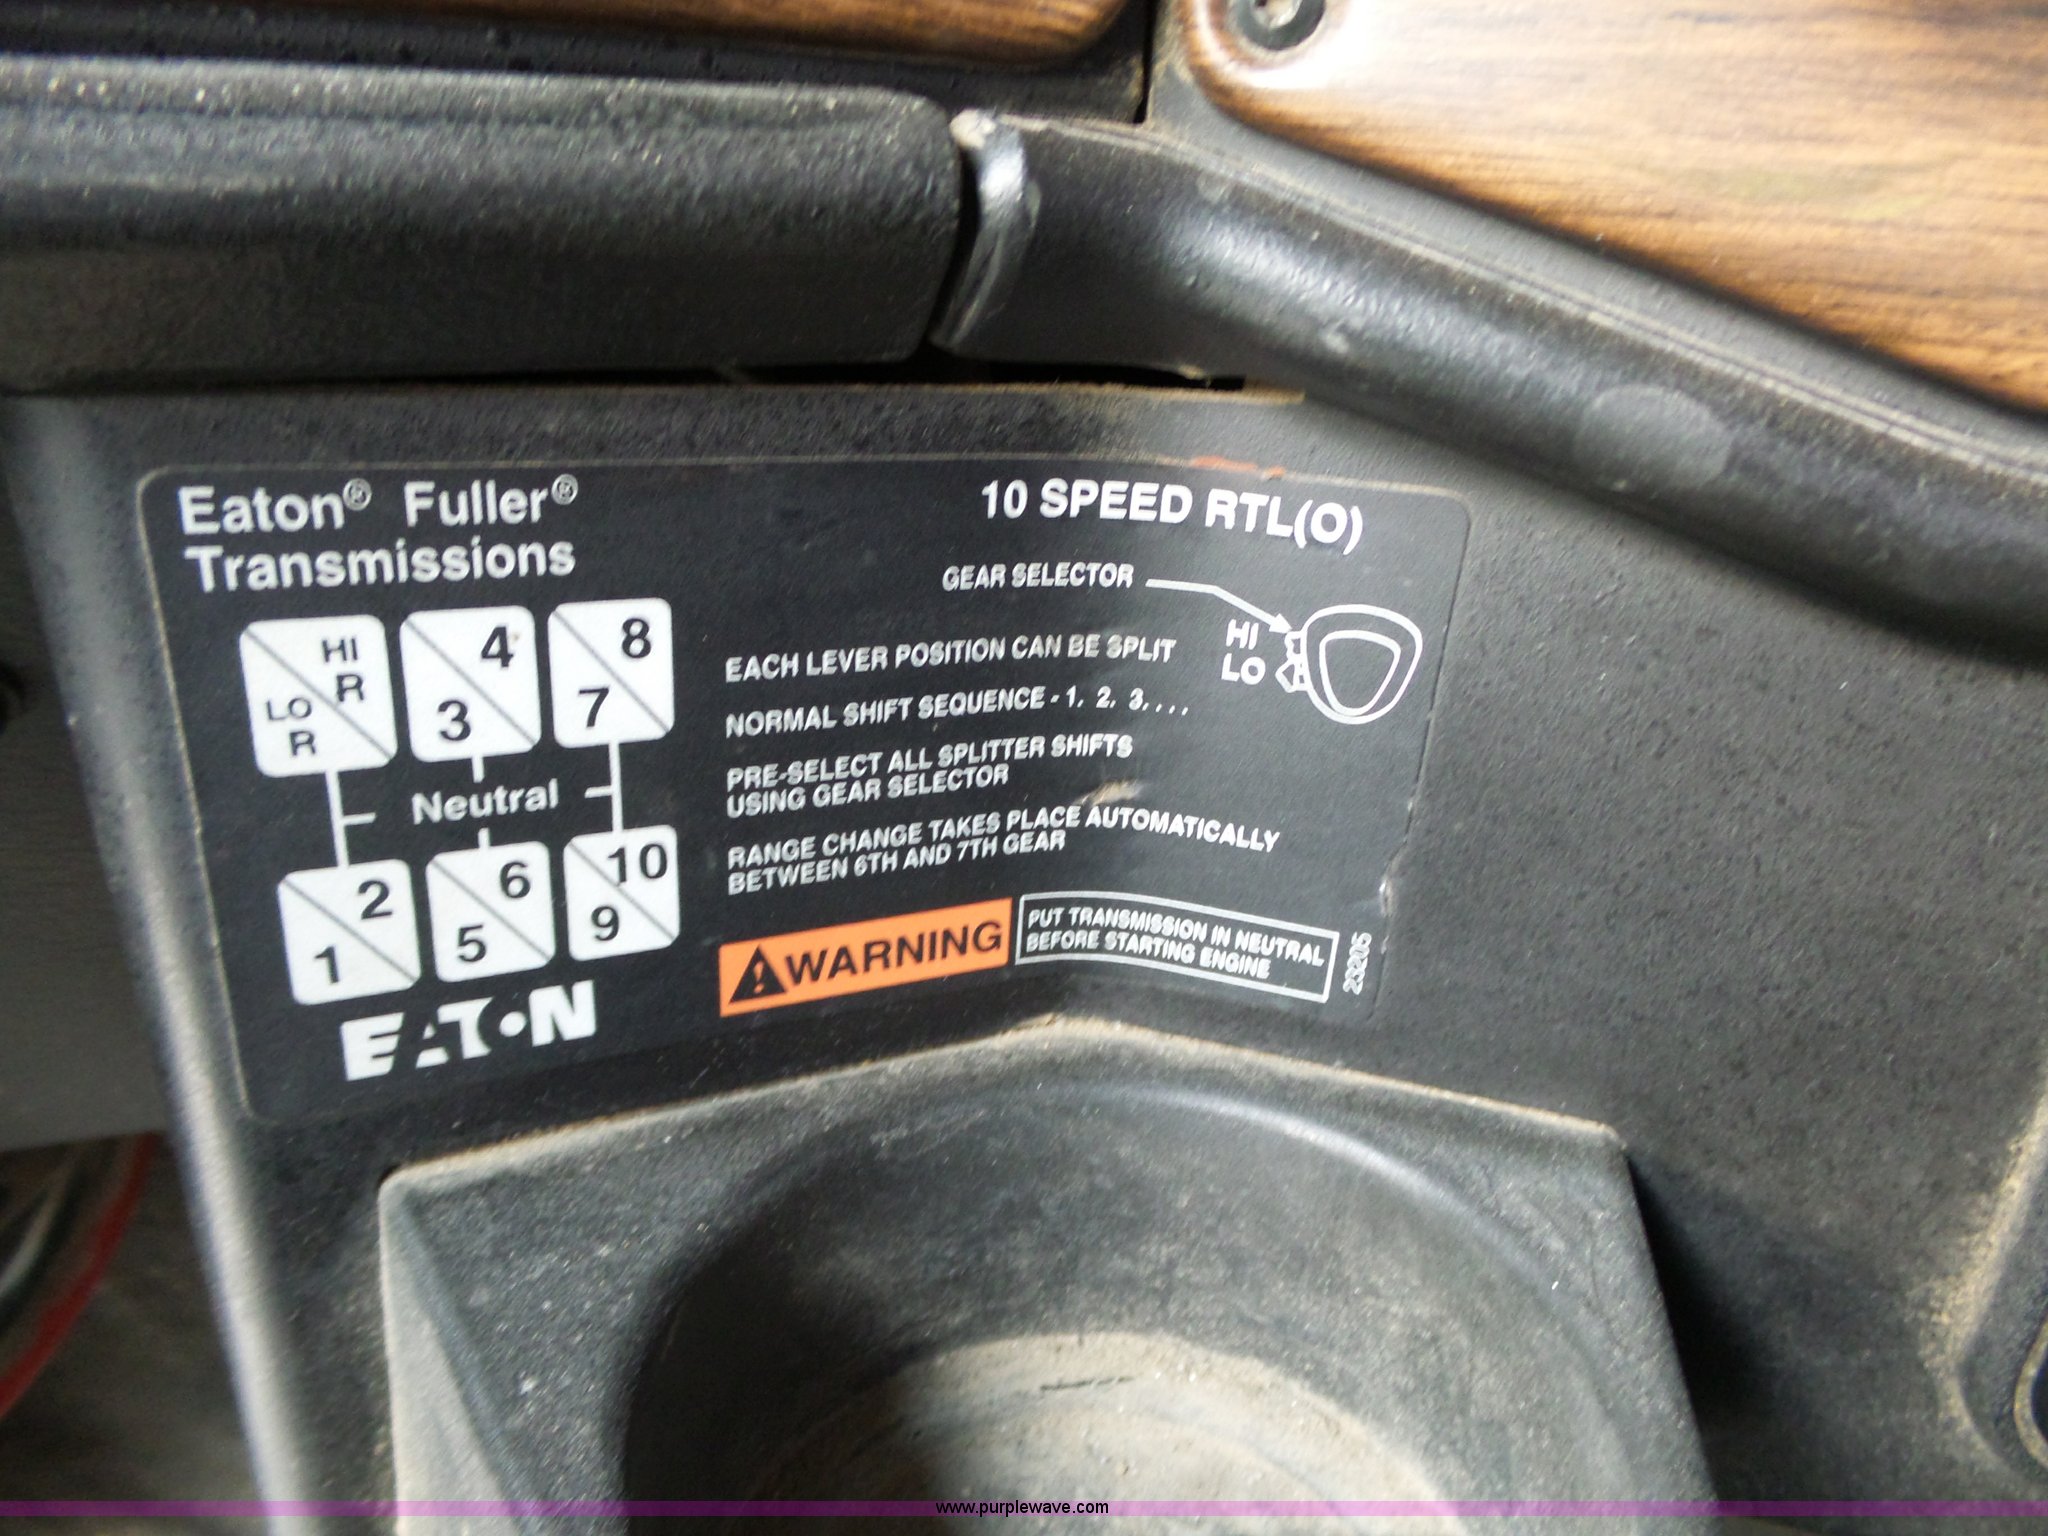 Eaton® Fuller®
Transmissions
10 SPEED RTL(O)
GEAR SELECTOR
HI
LO
HI
R
LO
R
4
3
8
7
Neutral
2
1
6
5
10
9
EATON
EACH LEVER POSITION CAN BE SPLIT
NORMAL SHIFT SEQUENCE - 1, 2, 3, . . .
PRE-SELECT ALL SPLITTER SHIFTS
USING GEAR SELECTOR
RANGE CHANGE TAKES PLACE AUTOMATICALLY
BETWEEN 6TH AND 7TH GEAR
WARNING
PUT TRANSMISSION IN NEUTRAL
BEFORE STARTING ENGINE
www.purplewave.com